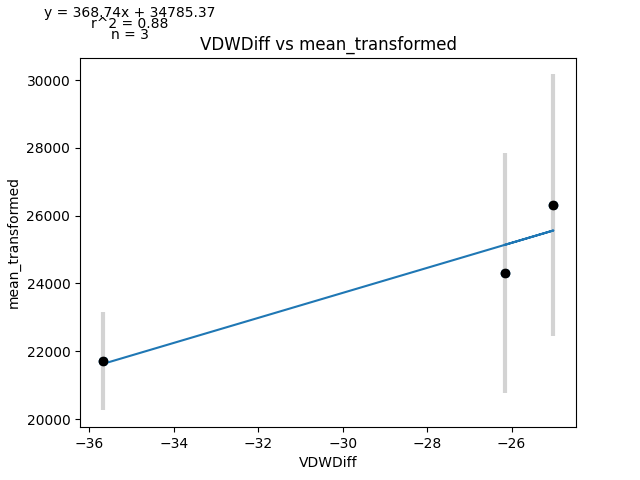 y = 368.74x + 34785.37
r^2 = 0.88
n = 3
VDWDiff vs mean_transformed
30000
28000
26000
24000
22000
20000
mean_transformed
−36
−34
−32
−30
−28
−26
VDWDiff